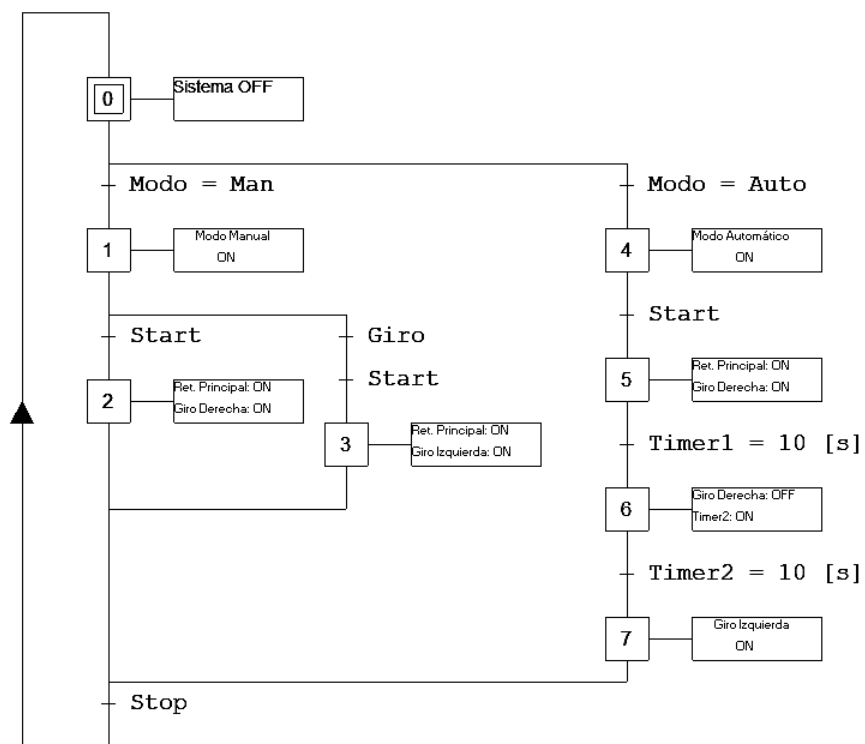 0
Sistema OFF
Modo = Man
Modo = Auto
1
Modo Manual
ON
4
Modo Automático
ON
Start
Giro
Start
Start
2
Ret. Principal: ON
Giro Derecha: ON
5
Ret. Principal: ON
Giro Derecha: ON
3
Ret. Principal: ON
Giro Izquierda: ON
Timer1 = 10 [s]
6
Giro Derecha: OFF
Timer2: ON
Timer2 = 10 [s]
7
Giro Izquierda
ON
Stop